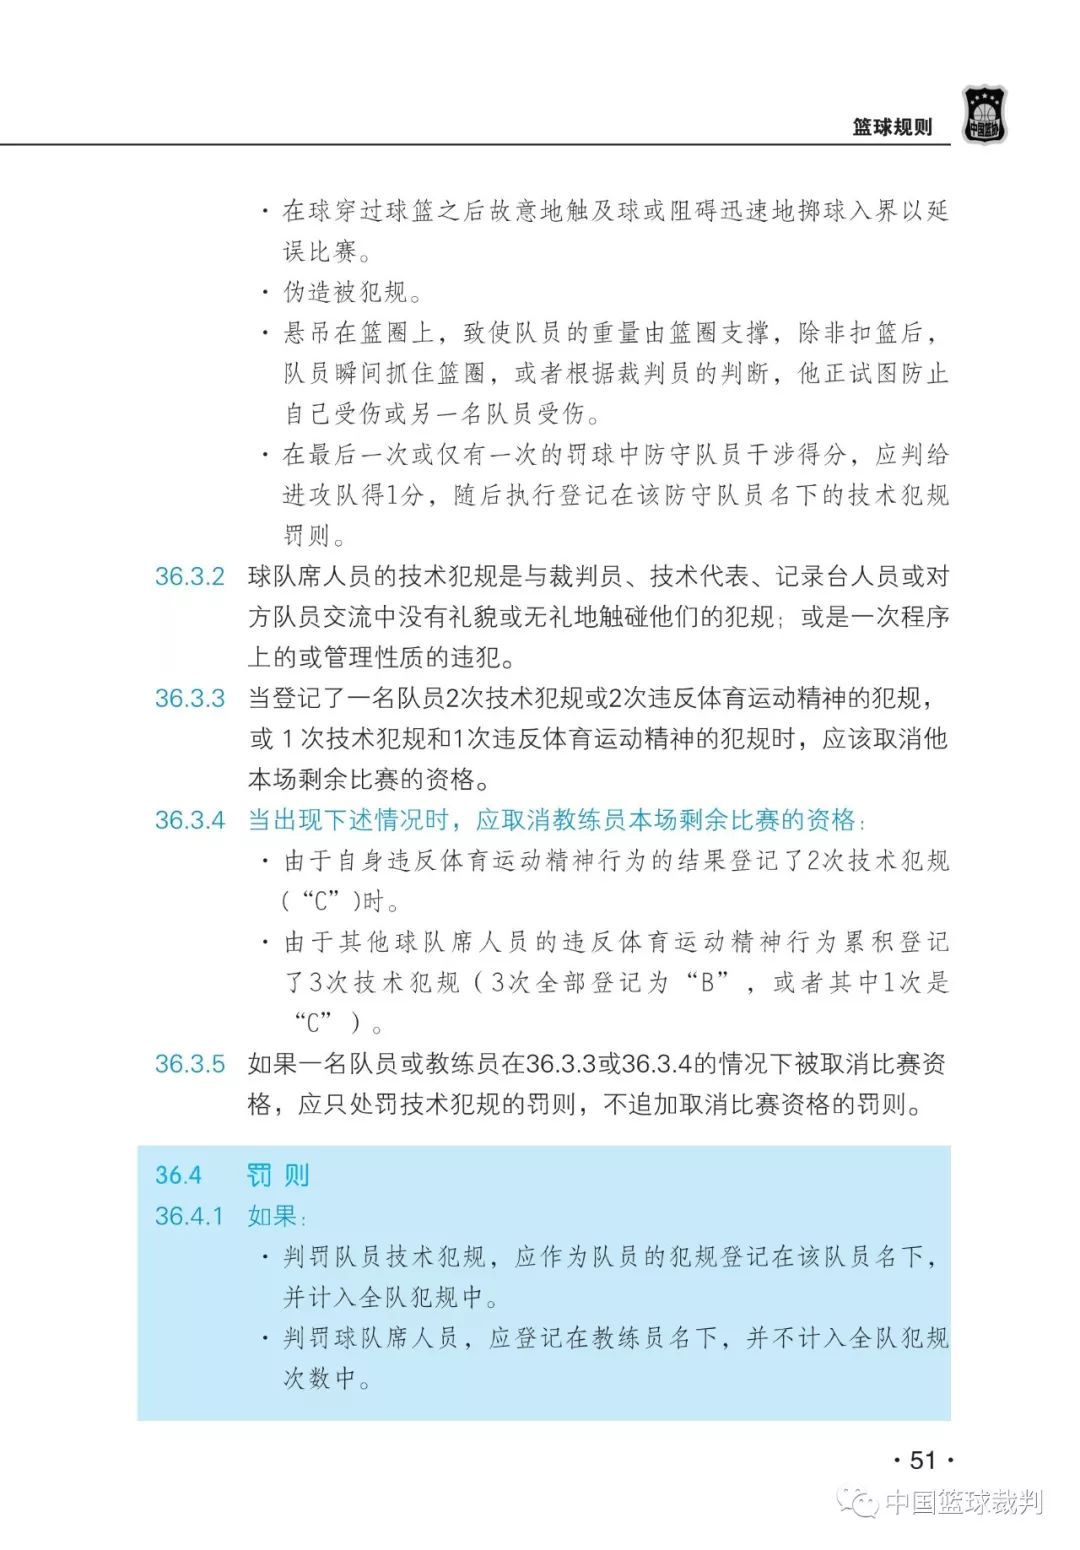 篮球规则
中国篮协
· 在球穿过球篮之后故意地触及球或阻碍迅速地掷球入界以延
误比赛。
· 伪造被犯规。
· 悬吊在篮圈上，致使队员的重量由篮圈支撑，除非扣篮后，
队员瞬间抓住篮圈，或者根据裁判员的判断，他正试图防止
自己受伤或另一名队员受伤。
· 在最后一次或仅有一次的罚球中防守队员干涉得分，应判给
进攻队得1分，随后执行登记在该防守队员名下的技术犯规
罚则。
36.3.2 球队席人员的技术犯规是与裁判员、技术代表、记录台人员或对
方队员交流中没有礼貌或无礼地触碰他们的犯规；或是一次程序
上的或管理性质的违犯。
36.3.3 当登记了一名队员2次技术犯规或2次违反体育运动精神的犯规，
或 1 次技术犯规和1次违反体育运动精神的犯规时，应该取消他
本场剩余比赛的资格。
36.3.4 当出现下述情况时，应取消教练员本场剩余比赛的资格：
· 由于自身违反体育运动精神行为的结果登记了2次技术犯规
(“C”)时。
· 由于其他球队席人员的违反体育运动精神行为累积登记
了3次技术犯规（3次全部登记为“B”，或者其中1次是
“C”）。
36.3.5 如果一名队员或教练员在36.3.3或36.3.4的情况下被取消比赛资
格，应只处罚技术犯规的罚则，不追加取消比赛资格的罚则。
36.4 罚 则
36.4.1 如果：
· 判罚队员技术犯规，应作为队员的犯规登记在该队员名下，
并计入全队犯规中。
· 判罚球队席人员，应登记在教练员名下，并不计入全队犯规
次数中。
· 51 ·
中国篮球裁判